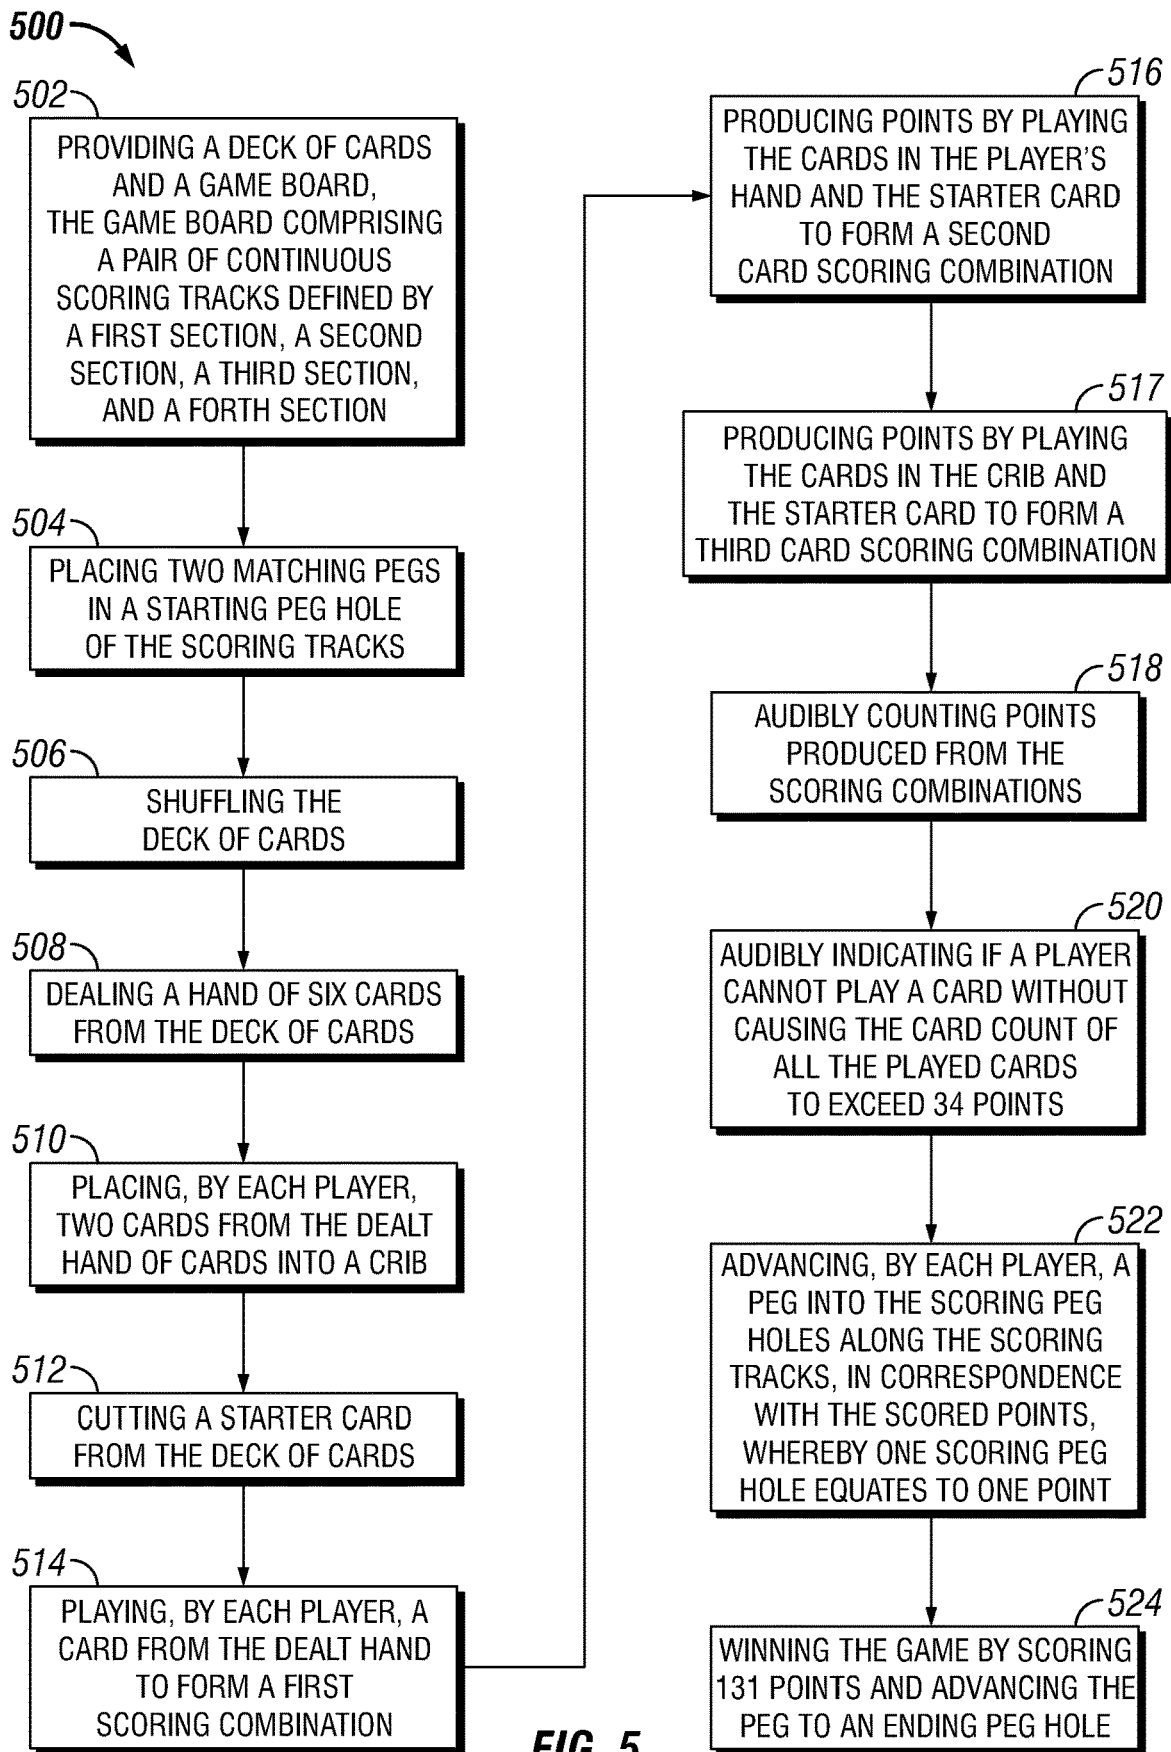 500
502
PROVIDING A DECK OF CARDS
AND A GAME BOARD,
THE GAME BOARD COMPRISING
A PAIR OF CONTINUOUS
SCORING TRACKS DEFINED BY
A FIRST SECTION, A SECOND
SECTION, A THIRD SECTION,
AND A FORTH SECTION
504
PLACING TWO MATCHING PEGS
IN A STARTING PEG HOLE
OF THE SCORING TRACKS
506
SHUFFLING THE
DECK OF CARDS
508
DEALING A HAND OF SIX CARDS
FROM THE DECK OF CARDS
510
PLACING, BY EACH PLAYER,
TWO CARDS FROM THE DEALT
HAND OF CARDS INTO A CRIB
512
CUTTING A STARTER CARD
FROM THE DECK OF CARDS
514
PLAYING, BY EACH PLAYER, A
CARD FROM THE DEALT HAND
TO FORM A FIRST
SCORING COMBINATION
516
PRODUCING POINTS BY PLAYING
THE CARDS IN THE PLAYER'S
HAND AND THE STARTER CARD
TO FORM A SECOND
CARD SCORING COMBINATION
517
PRODUCING POINTS BY PLAYING
THE CARDS IN THE CRIB AND
THE STARTER CARD TO FORM A
THIRD CARD SCORING COMBINATION
518
AUDIBLY COUNTING POINTS
PRODUCED FROM THE
SCORING COMBINATIONS
520
AUDIBLY INDICATING IF A PLAYER
CANNOT PLAY A CARD WITHOUT
CAUSING THE CARD COUNT OF
ALL THE PLAYED CARDS
TO EXCEED 34 POINTS
522
ADVANCING, BY EACH PLAYER, A
PEG INTO THE SCORING PEG
HOLES ALONG THE SCORING
TRACKS, IN CORRESPONDENCE
WITH THE SCORED POINTS,
WHEREBY ONE SCORING PEG
HOLE EQUATES TO ONE POINT
524
WINNING THE GAME BY SCORING
131 POINTS AND ADVANCING THE
PEG TO AN ENDING PEG HOLE
FIG. 5